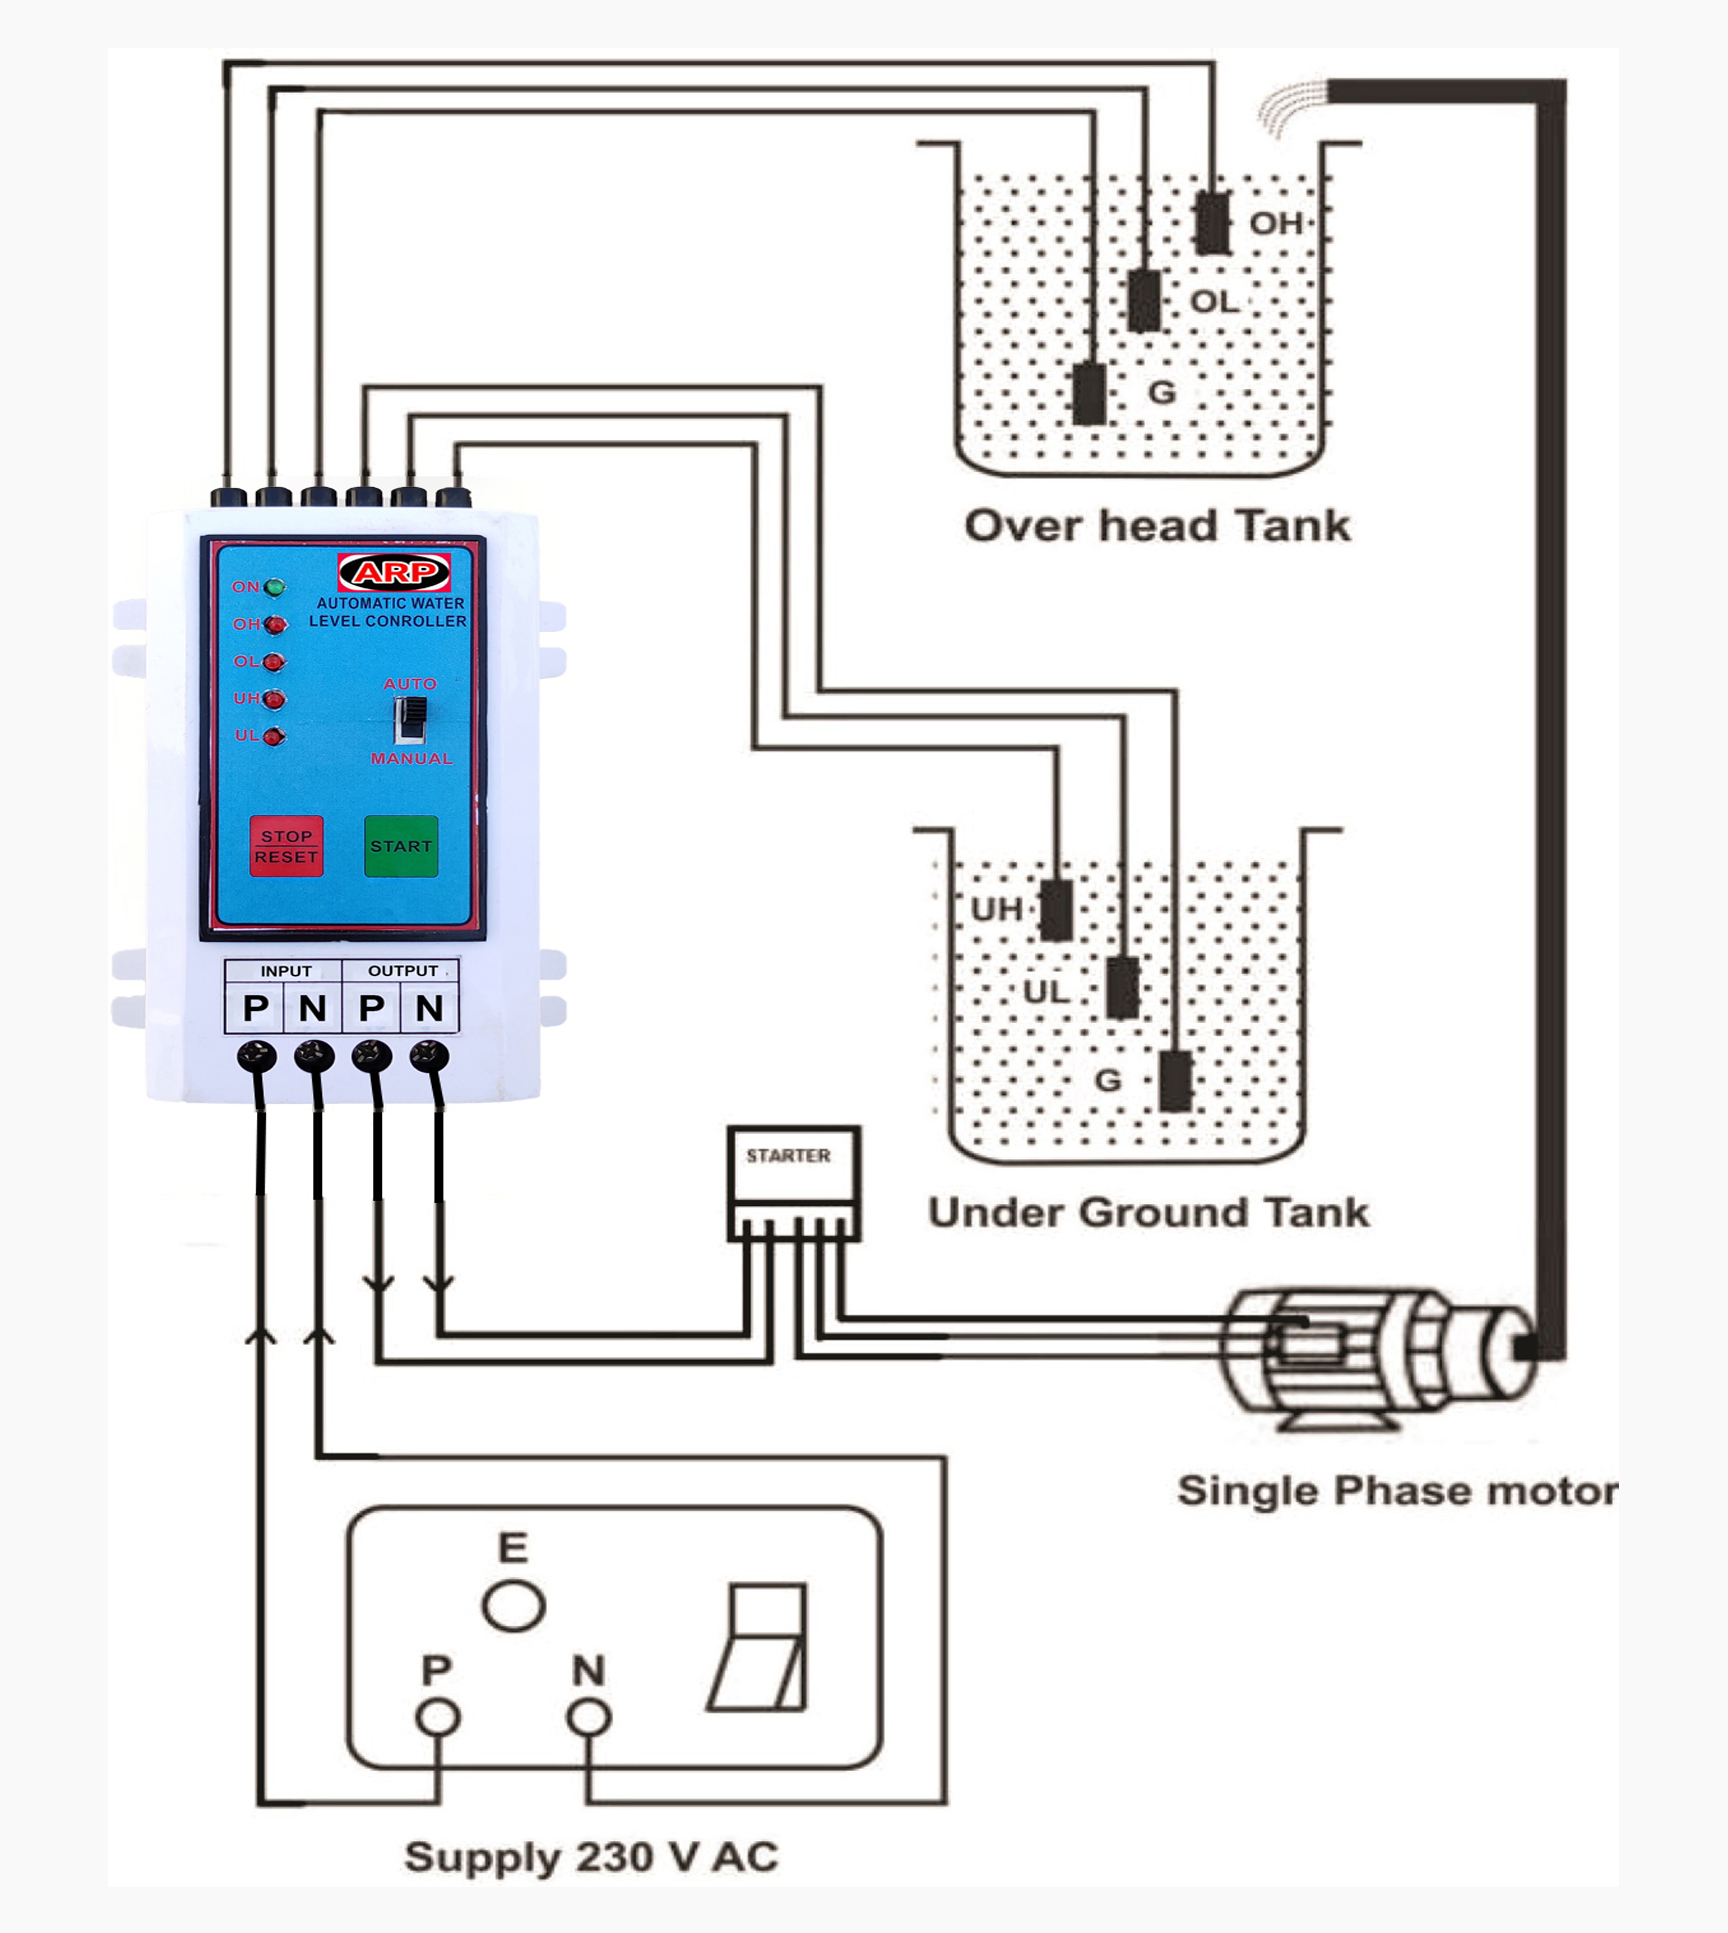 OH
OL
G
Over head Tank
ARP
AUTOMATIC WATER
LEVEL CONROLLER
ON
OH
OL
UH
UL
AUTO
MANUAL
STOP
RESET
START
INPUT OUTPUT
P N P N
UH
UL
G
Under Ground Tank
STARTER
Single Phase motor
E
P N
Supply 230 V AC